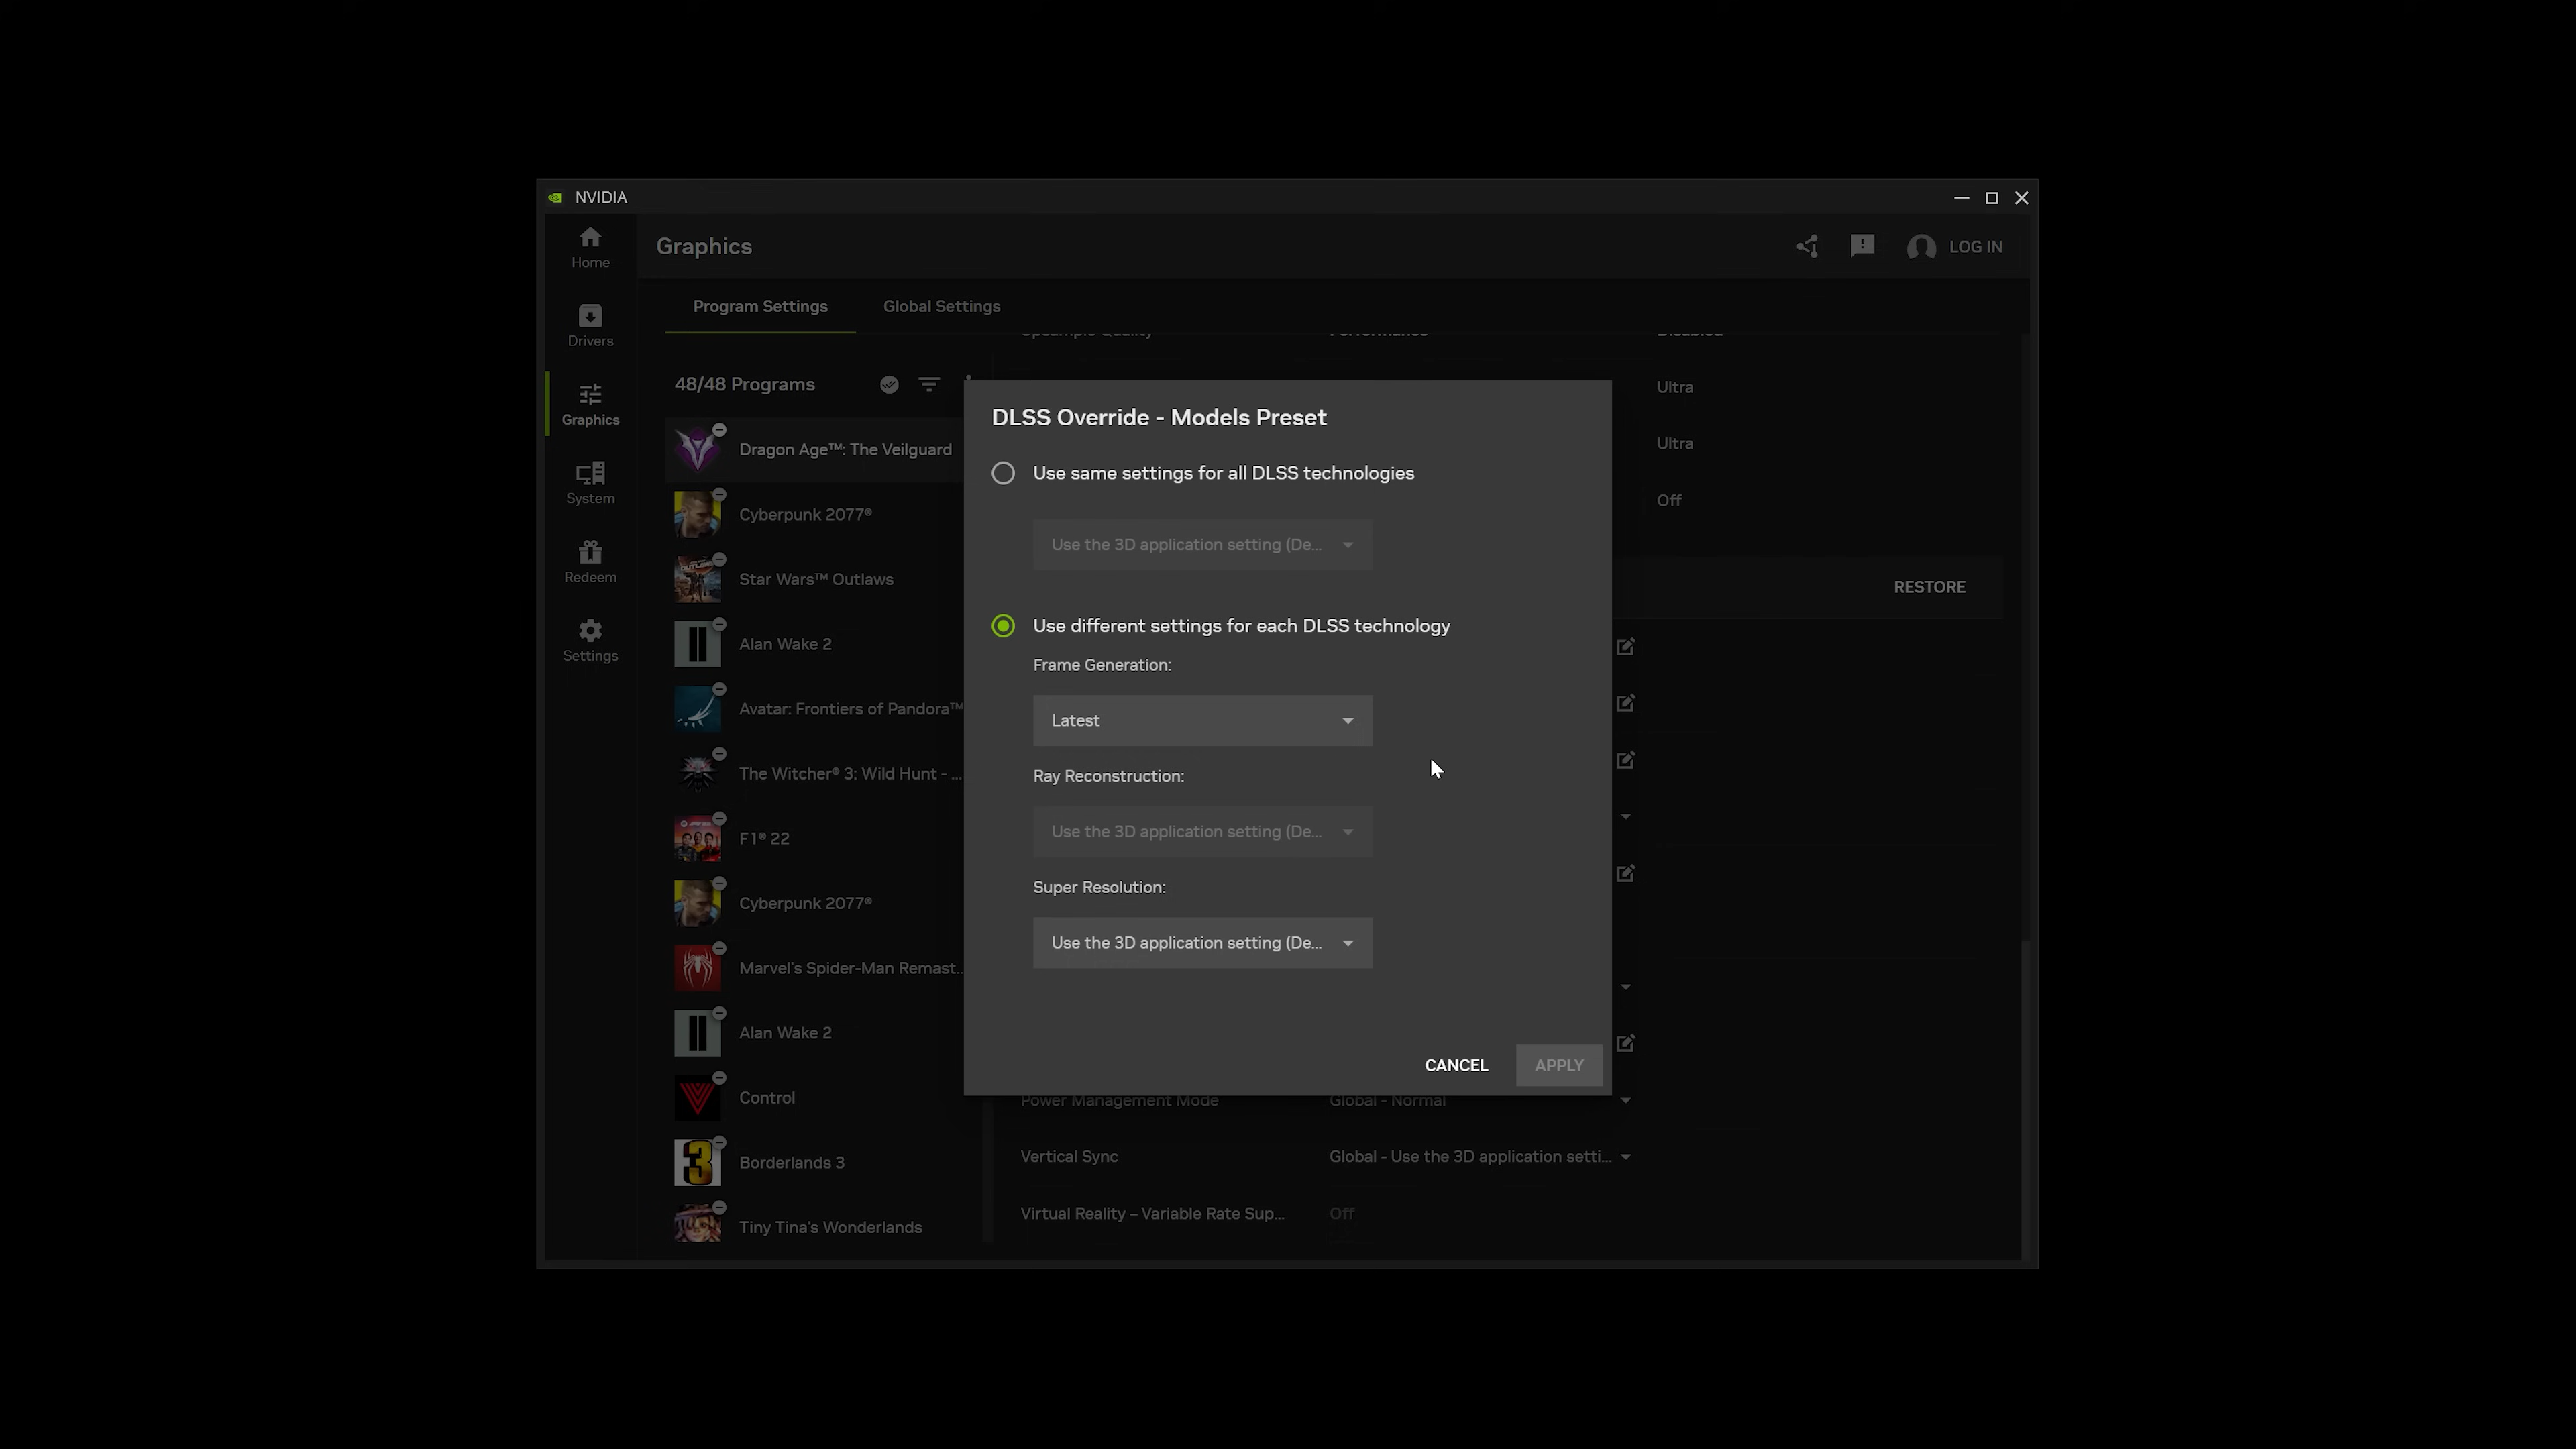 NVIDIA
Home
Drivers
Graphics
System
Redeem
Settings
Graphics
LOG IN
Program Settings
Global Settings
48/48 Programs
Dragon Age™: The Veilguard
Cyberpunk 2077®
Star Wars™ Outlaws
Alan Wake 2
Avatar: Frontiers of Pandora™
The Witcher® 3: Wild Hunt - ...
F1® 22
Cyberpunk 2077®
Marvel's Spider-Man Remast...
Alan Wake 2
Control
Borderlands 3
Tiny Tina's Wonderlands
Upsample Quality
Performance
Disabled
Ultra
Ultra
Off
RESTORE
DLSS Override - Models Preset
Use same settings for all DLSS technologies
Use the 3D application setting (De...
Use different settings for each DLSS technology
Frame Generation:
Latest
Ray Reconstruction:
Use the 3D application setting (De...
Super Resolution:
Use the 3D application setting (De...
CANCEL
APPLY
Power Management Mode
Global - Normal
Vertical Sync
Global - Use the 3D application setti...
Virtual Reality – Variable Rate Sup...
Off